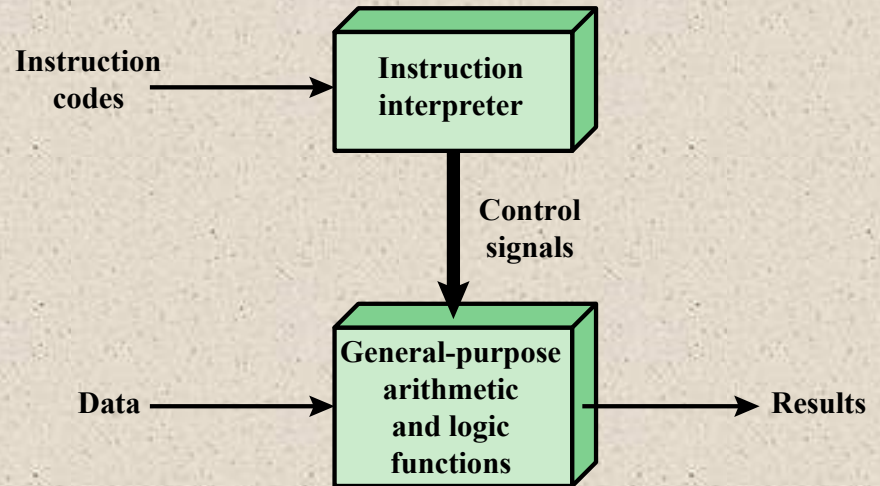 Instruction
codes
Instruction
interpreter
Control
signals
Data
General-purpose
arithmetic
and logic
functions
Results